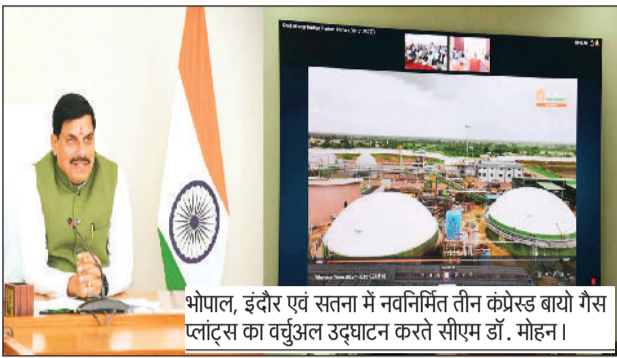 भोपाल, इंदौर एवं सतना में नवनिर्मित तीन कंप्रेस्ड बायो गैस
प्लांट्स का वर्चुअल उद्घाटन करते सीएम डॉ. मोहन।